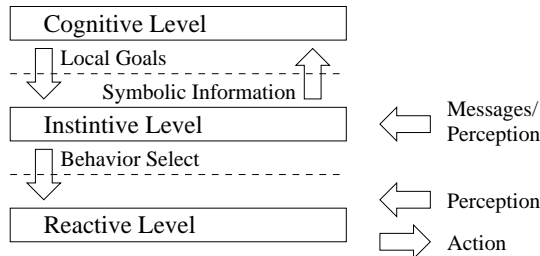 Cognitive Level
Local Goals
Symbolic Information
Instintive Level
Messages/
Perception
Behavior Select
Perception
Reactive Level
Action